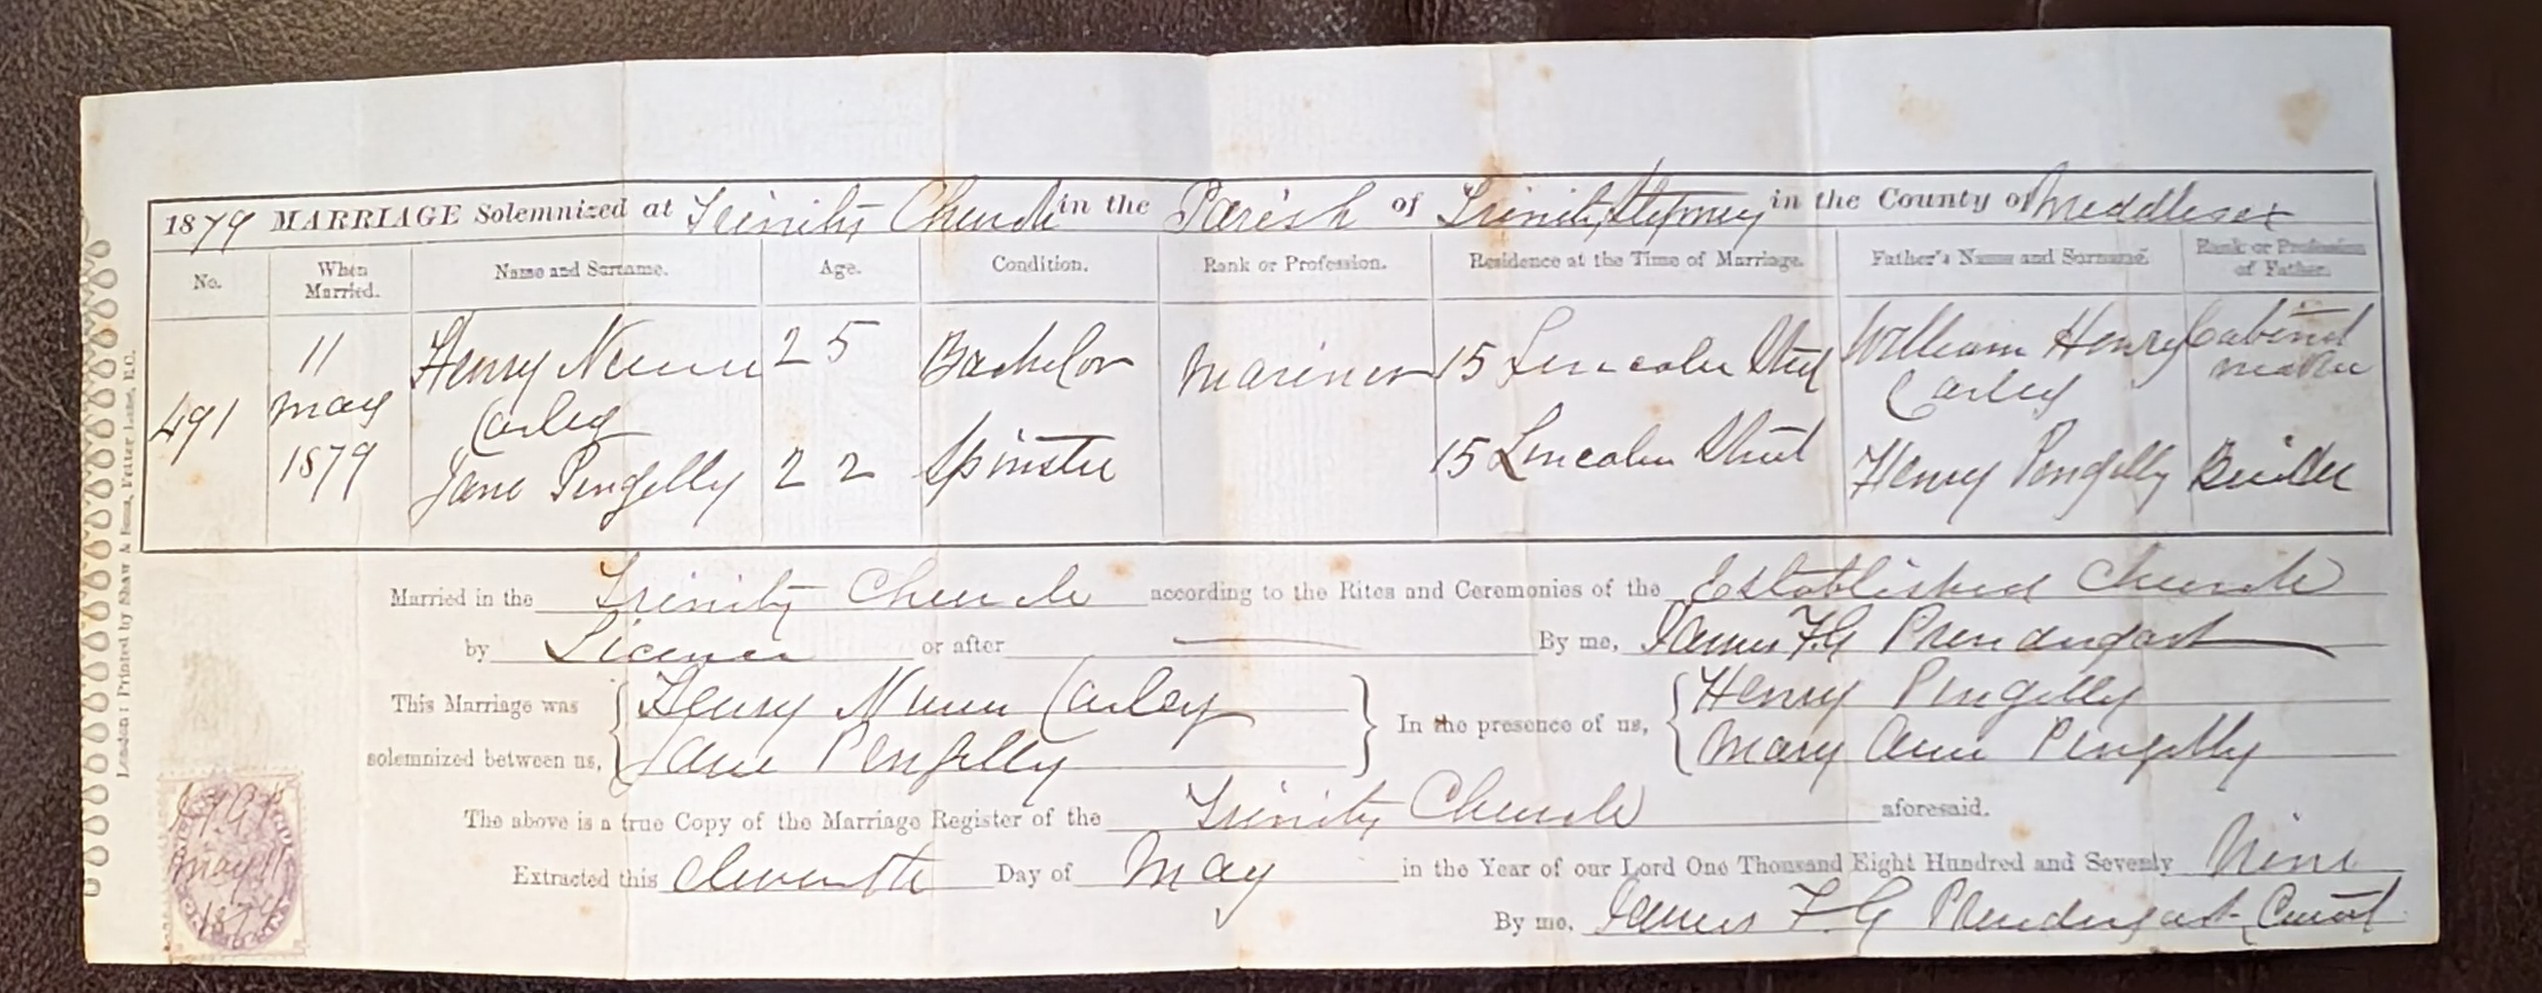 1879 MARRIAGE Solemnized at Trinity Church in the Parish of Trinity Stepney in the County of Middlesex
No. When Married. Name and Surname. Age. Condition. Rank or Profession. Residence at the Time of Marriage. Father's Name and Surname. Rank or Profession of Father.
491 11 May 1879 Henry Nunn Carley 25 Bachelor Mariner 15 Lincoln Street William Henry Carley Cabinet maker
Jane Pengelly 22 Spinster 15 Lincoln Street Henry Pengelly Builder
Married in the Trinity Church according to the Rites and Ceremonies of the Established Church
by Licence or after — By me, James F.G Prendergast
This Marriage was solemnized between us, Henry Nunn Carley In the presence of us, Henry Pengelly
Jane Pengelly Mary Ann Pengelly
The above is a true Copy of the Marriage Register of the Trinity Church aforesaid.
Extracted this eleventh Day of May in the Year of our Lord One Thousand Eight Hundred and Seventy Nine
By me, James F.G Prendergast Curate
London: Printed by Shaw & Sons, Fetter Lane, E.C.
May 11
1879